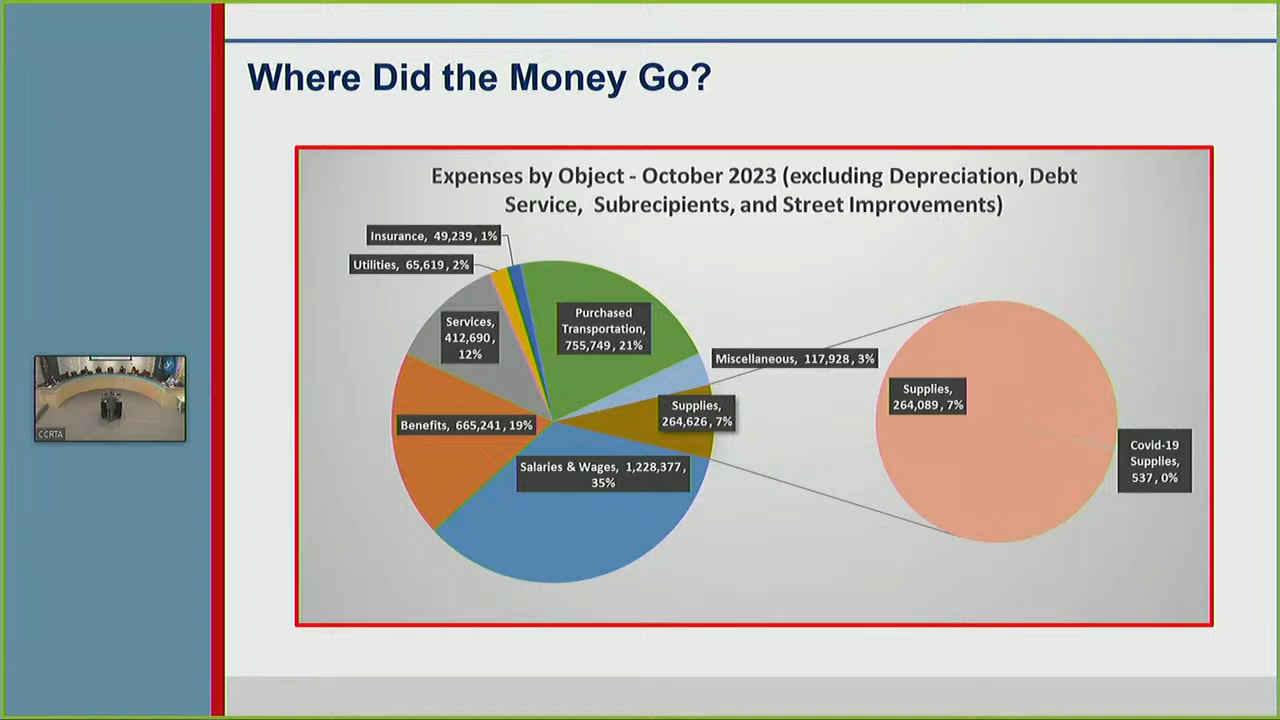 Where Did the Money Go?
Expenses by Object - October 2023 (excluding Depreciation, Debt
Service, Subrecipients, and Street Improvements)
Insurance, 49,239, 1%
Utilities, 65,619, 2%
Services,
412,690,
12%
Purchased
Transportation,
755,749, 21%
Miscellaneous, 117,928, 3%
Supplies,
264,626, 7%
Benefits, 665,241, 19%
Salaries & Wages, 1,228,377,
35%
Supplies,
264,089, 7%
Covid-19
Supplies,
537, 0%
CCRTA